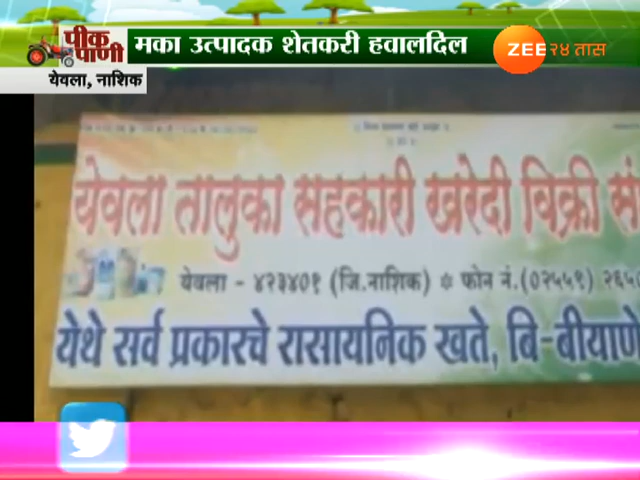 पीक पाणी
मका उत्पादक शेतकरी हवालदिल
ZEE २४ तास
येवला, नाशिक
येवला तालुका सहकारी खरेदी विक्री सं
येवला - ४२३४०१ (जि.नाशिक) * फोन नं.(०२५५९) २६५
येथे सर्व प्रकारचे रासायनिक खते, बि-बीयाणे